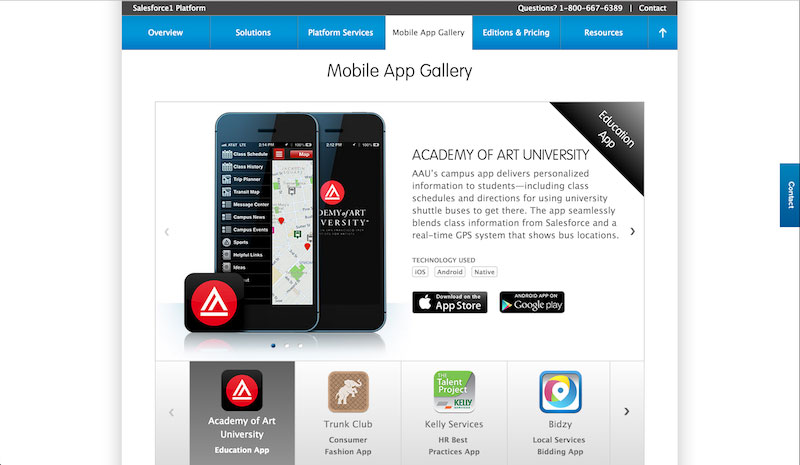 Salesforce1 Platform
Questions? 1-800-667-6389 | Contact
Overview
Solutions
Platform Services
Mobile App Gallery
Editions & Pricing
Resources
Mobile App Gallery
Education
App
AT&T LTE 2:14 PM 100%
Map
Class Schedule
Class History
Trip Planner
Transit Map
Message Center
Campus News
Campus Events
Sports
Helpful Links
Ideas
2:12 PM 100%
ACADEMY OF ART UNIVERSITY
AAU's campus app delivers personalized
information to students—including class
schedules and directions for using university
shuttle buses to get there. The app seamlessly
blends class information from Salesforce and a
real-time GPS system that shows bus locations.
TECHNOLOGY USED
iOS
Android
Native
Download on the
App Store
ANDROID APP ON
Google play
Contact
Academy of Art
University
Education App
Trunk Club
Consumer
Fashion App
THE
Talent
Project
KELLY
SERVICES
Kelly Services
HR Best
Practices App
Bidzy
Local Services
Bidding App